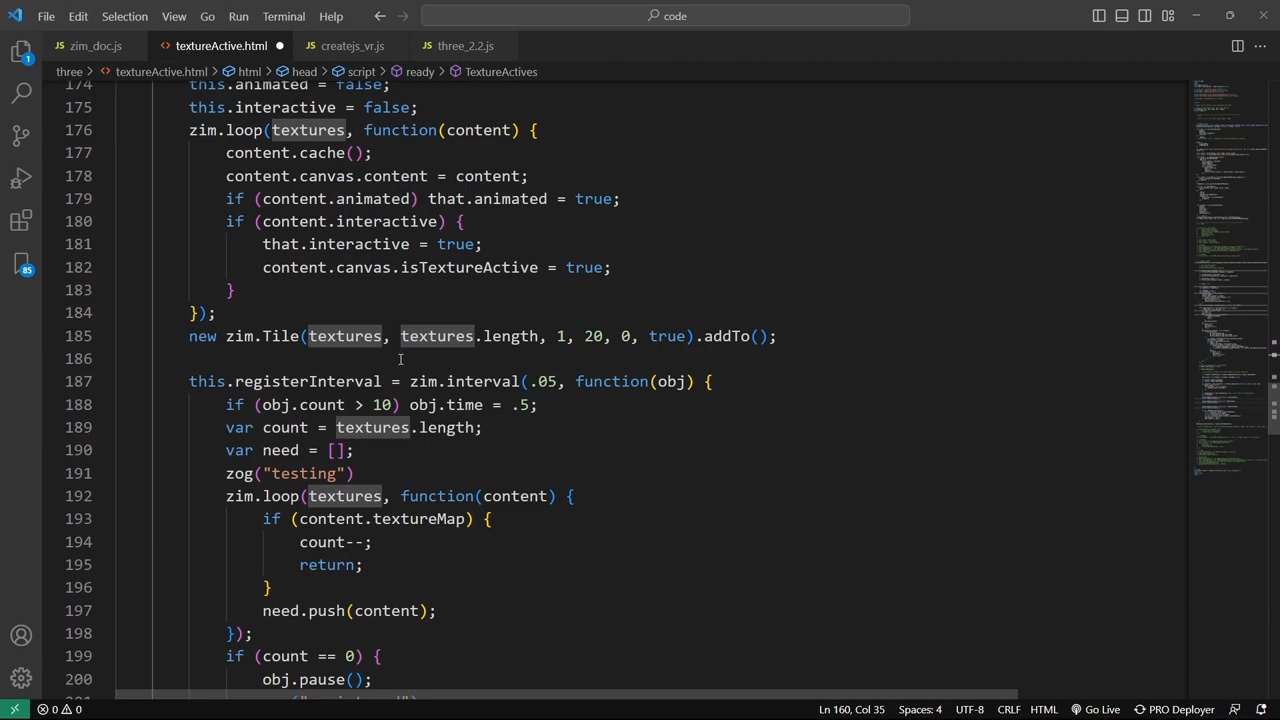 File Edit Selection View Go Run Terminal Help code
zim_doc.js textureActive.html createjs_vr.js three_2.2.js
three > textureActive.html > html > head > script > ready > TextureActives
174 this.animated = false;
175 this.interactive = false;
176 zim.loop(textures, function(content) {
177 content.cache();
178 content.canvas.content = content;
179 if (content.animated) that.animated = true;
180 if (content.interactive) {
181 that.interactive = true;
182 content.canvas.isTextureActive = true;
183 }
184 });
185 new zim.Tile(textures, textures.length, 1, 20, 0, true).addTo();
186
187 this.registerInterval = zim.interval(.05, function(obj) {
188 if (obj.count > 10) obj.time = .5;
189 var count = textures.length;
190 var need = [];
191 zog("testing")
192 zim.loop(textures, function(content) {
193 if (content.textureMap) {
194 count--;
195 return;
196 }
197 need.push(content);
198 });
199 if (count == 0) {
200 obj.pause();
1
85
0 0 Ln 160, Col 35 Spaces: 4 UTF-8 CRLF HTML Go Live PRO Deployer